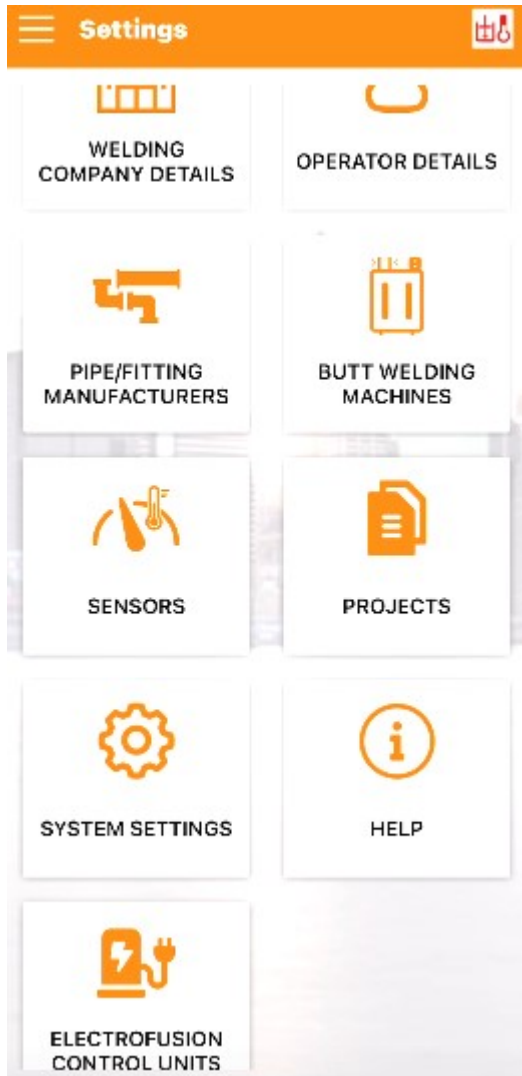 Settings
WELDING
COMPANY DETAILS
OPERATOR DETAILS
PIPE/FITTING
MANUFACTURERS
BUTT WELDING
MACHINES
SENSORS
PROJECTS
SYSTEM SETTINGS
HELP
ELECTROFUSION
CONTROL UNITS